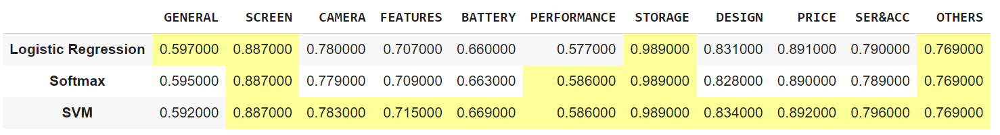 GENERAL SCREEN CAMERA FEATURES BATTERY PERFORMANCE STORAGE DESIGN PRICE SER&ACC OTHERS
Logistic Regression 0.597000 0.887000 0.780000 0.707000 0.660000 0.577000 0.989000 0.831000 0.891000 0.790000 0.769000
Softmax 0.595000 0.887000 0.779000 0.709000 0.663000 0.586000 0.989000 0.828000 0.890000 0.789000 0.769000
SVM 0.592000 0.887000 0.783000 0.715000 0.669000 0.586000 0.989000 0.834000 0.892000 0.796000 0.769000